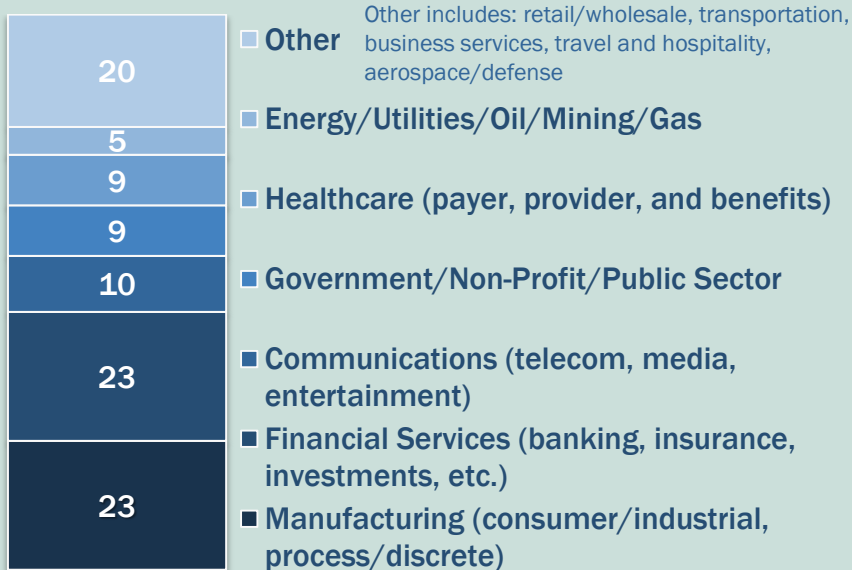 20
5
9
9
10
23
23
Other
Other includes: retail/wholesale, transportation,
business services, travel and hospitality,
aerospace/defense
Energy/Utilities/Oil/Mining/Gas
Healthcare (payer, provider, and benefits)
Government/Non-Profit/Public Sector
Communications (telecom, media,
entertainment)
Financial Services (banking, insurance,
investments, etc.)
Manufacturing (consumer/industrial,
process/discrete)